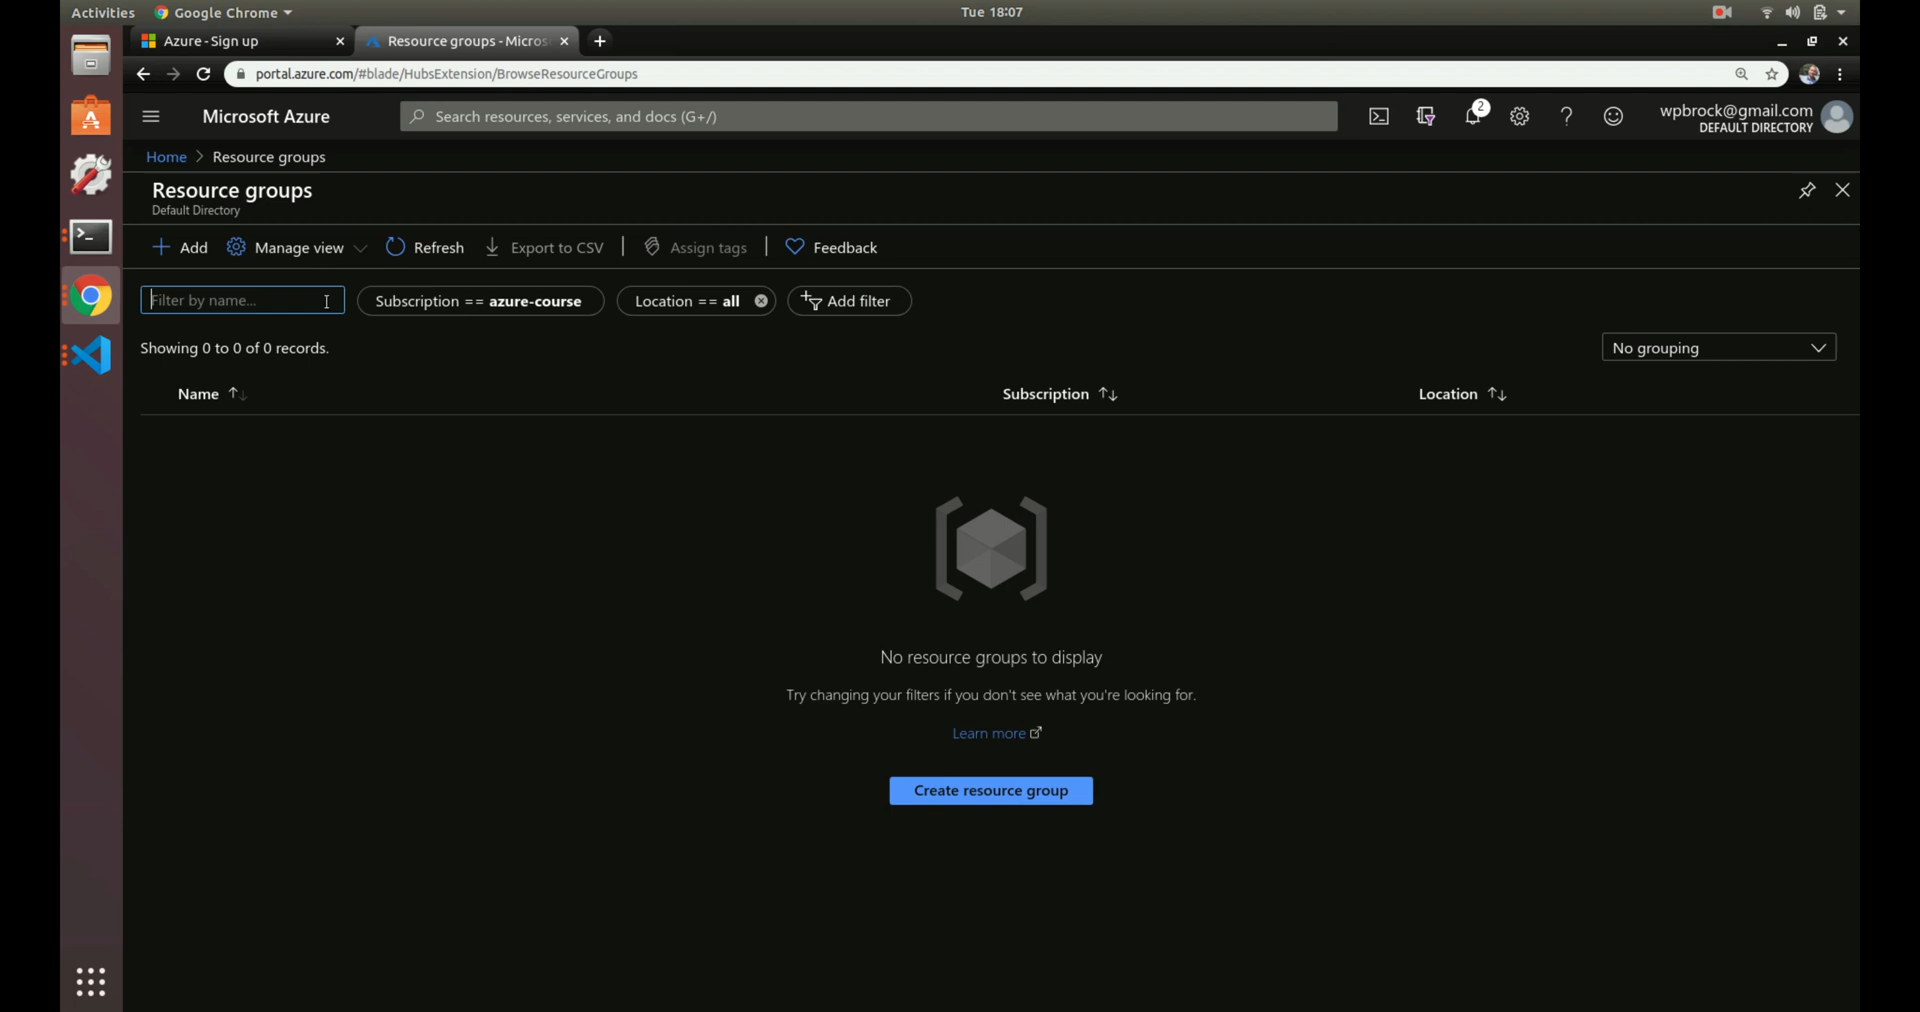 Activities
Google Chrome
Tue 18:07
Azure - Sign up
Resource groups - Micros
portal.azure.com/#blade/HubsExtension/BrowseResourceGroups
Microsoft Azure
Search resources, services, and docs (G+/)
2
wpbrock@gmail.com
DEFAULT DIRECTORY
Home > Resource groups
Resource groups
Default Directory
Add
Manage view
Refresh
Export to CSV
Assign tags
Feedback
Filter by name...
Subscription == azure-course
Location == all
Add filter
Showing 0 to 0 of 0 records.
No grouping
Name
Subscription
Location
No resource groups to display
Try changing your filters if you don't see what you're looking for.
Learn more
Create resource group